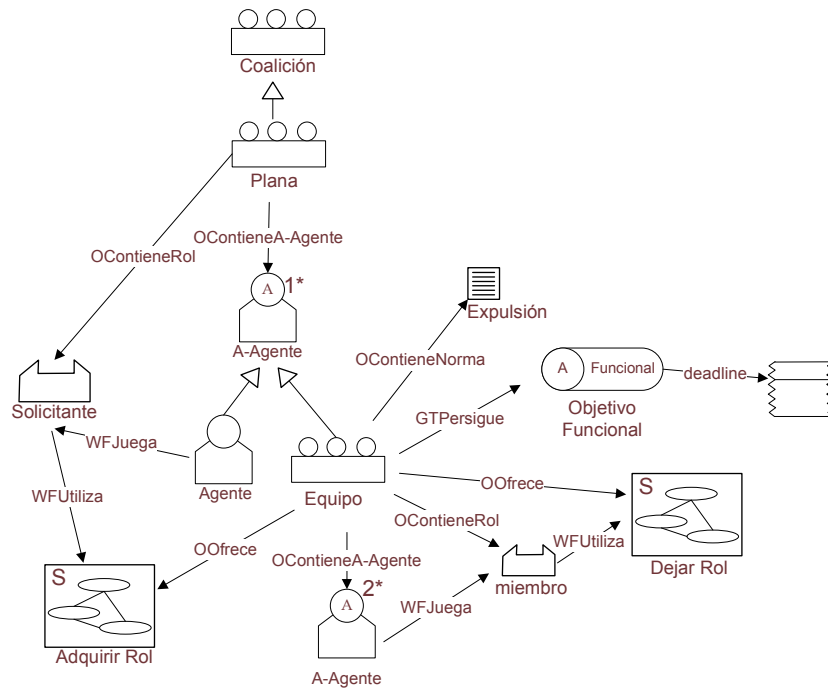 Coalición
Plana
OContieneRol
OContieneA-Agente
A
1*
A-Agente
Expulsión
OContieneNorma
A
Funcional
deadline
Objetivo
Funcional
GTPersigue
Solicitante
WFJuega
Agente
Equipo
OOfrece
S
WFUtiliza
OContieneRol
WFUtiliza
OOfrece
OContieneA-Agente
Dejar Rol
miembro
S
A
2*
WFJuega
Adquirir Rol
A-Agente